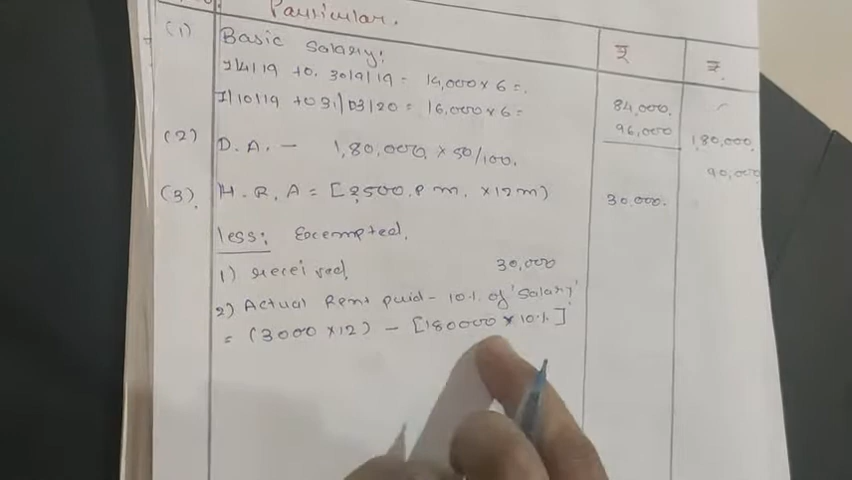 Particular.
₹
₹.
(1) Basic Salary:
1/4/19 to. 30/9/19 = 14,000 x 6 =. 84,000.
1/10/19 to 31/03/20 = 16,000 x 6 = 96,000 1,80,000.
(2) D.A. - 1,80,000 x 50/100. 90,000
(3). H.R.A = [2,500. P m. x 12 m) 30,000.
less: Excempted.
1) received 30,000
2) Actual Rent paid - 10% of 'Salary'
= (3000 x 12) - [180000 x 10%]